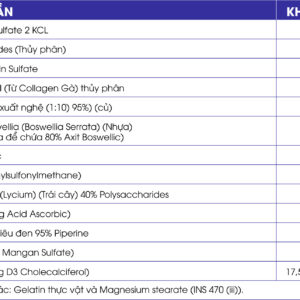 ẦN KH
ulfate 2 KCL
des (Thủy phân)
in Sulfate
I (Từ Collagen Gà) thủy phân
xuất nghệ (1:10) 95%) (củ)
vellia (Boswellia Serrata) (Nhựa)
a để chứa 80% Axit Boswellic)
c
ylsulfonylmethane)
(Lycium) (Trái cây) 40% Polysaccharides
g Acid Ascorbic)
iêu đen 95% Piperine
Mangan Sulfate)
g D3 Cholecalciferol) 17,5
ác: Gelatin thực vật và Magnesium stearate (INS 470 (iii)).